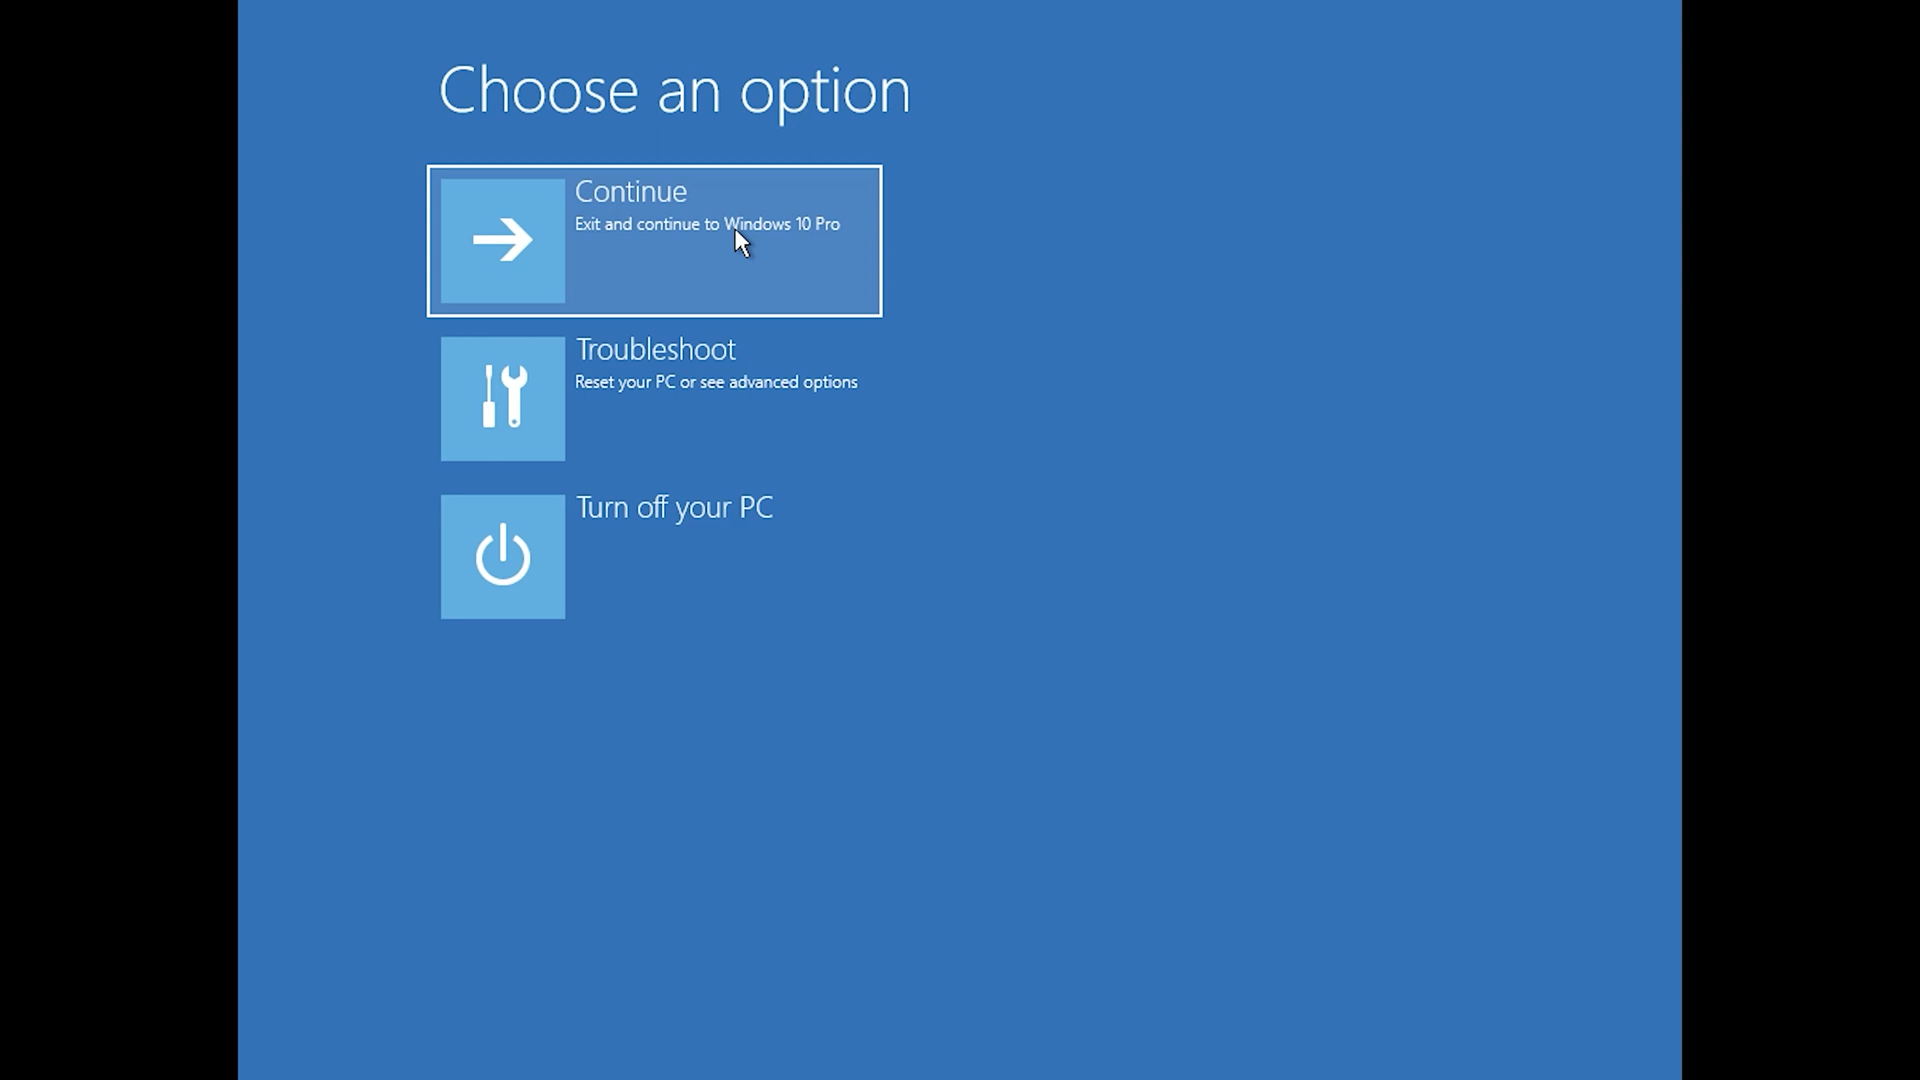 Choose an option
Continue
Exit and continue to Windows 10 Pro
Troubleshoot
Reset your PC or see advanced options
Turn off your PC